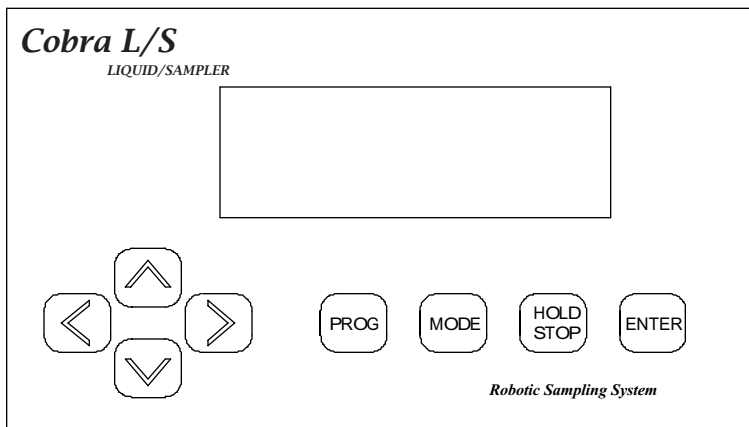 Cobra L/S
LIQUID/SAMPLER
PROG
MODE
HOLD
STOP
ENTER
Robotic Sampling System